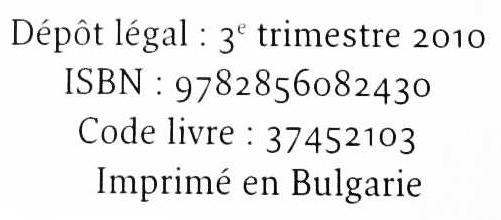 Dépôt légal : 3e trimestre 2010
ISBN : 9782856082430
Code livre : 37452103
Imprimé en Bulgarie